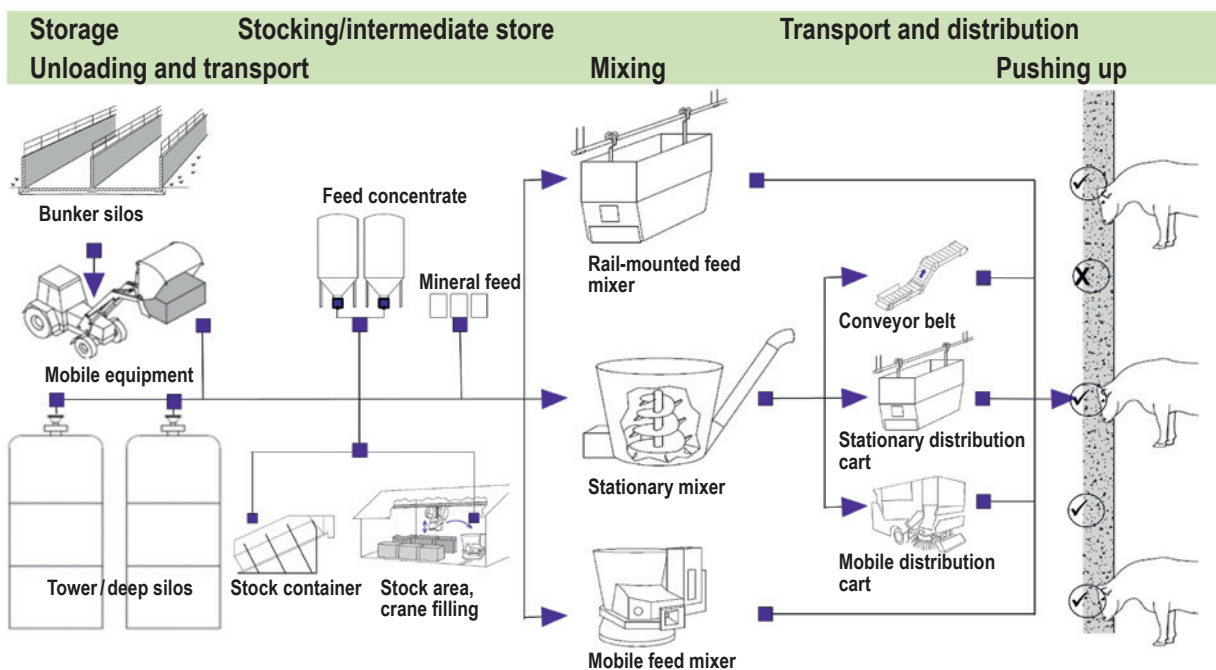 Storage
Stocking/intermediate store
Transport and distribution
Unloading and transport
Mixing
Pushing up
Bunker silos
Feed concentrate
Mineral feed
Rail-mounted feed
mixer
Conveyor belt
Mobile equipment
Stationary distribution
cart
Stationary mixer
Mobile distribution
cart
Tower/deep silos
Stock container
Stock area,
crane filling
Mobile feed mixer